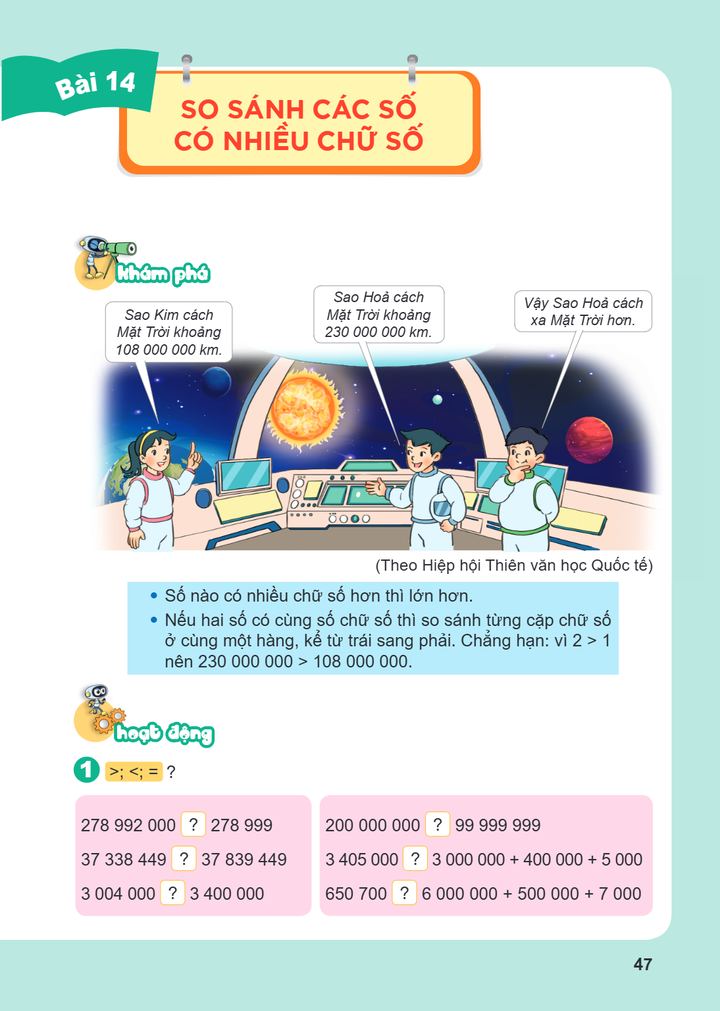 Bài 14
SO SÁNH CÁC SỐ
CÓ NHIỀU CHỮ SỐ
khám phá
Sao Kim cách
Mặt Trời khoảng
108 000 000 km.
Sao Hoả cách
Mặt Trời khoảng
230 000 000 km.
Vậy Sao Hoả cách
xa Mặt Trời hơn.
(Theo Hiệp hội Thiên văn học Quốc tế)
• Số nào có nhiều chữ số hơn thì lớn hơn.
• Nếu hai số có cùng số chữ số thì so sánh từng cặp chữ số
ở cùng một hàng, kể từ trái sang phải. Chẳng hạn: vì 2 > 1
nên 230 000 000 > 108 000 000.
hoạt động
1 >; <; = ?
278 992 000 ? 278 999
37 338 449 ? 37 839 449
3 004 000 ? 3 400 000
200 000 000 ? 99 999 999
3 405 000 ? 3 000 000 + 400 000 + 5 000
650 700 ? 6 000 000 + 500 000 + 7 000
47